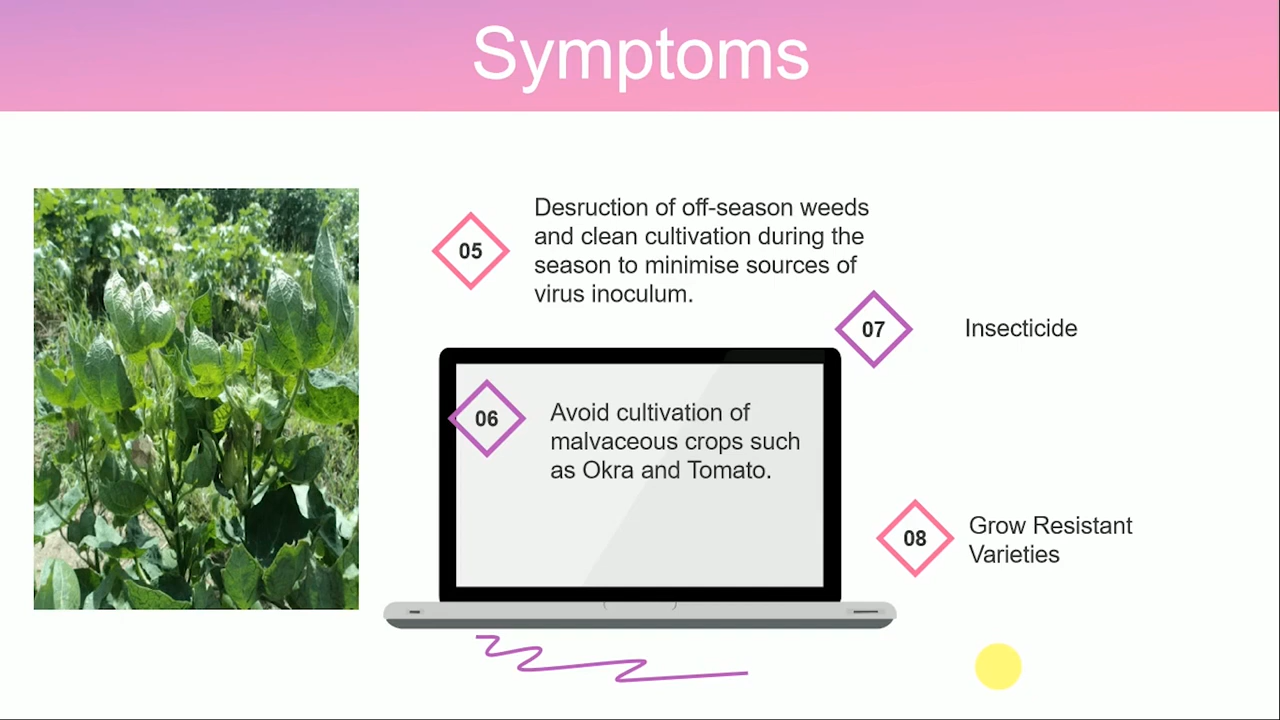 Symptoms
05
Desruction of off-season weeds
and clean cultivation during the
season to minimise sources of
virus inoculum.
06
Avoid cultivation of
malvaceous crops such
as Okra and Tomato.
07
Insecticide
08
Grow Resistant
Varieties